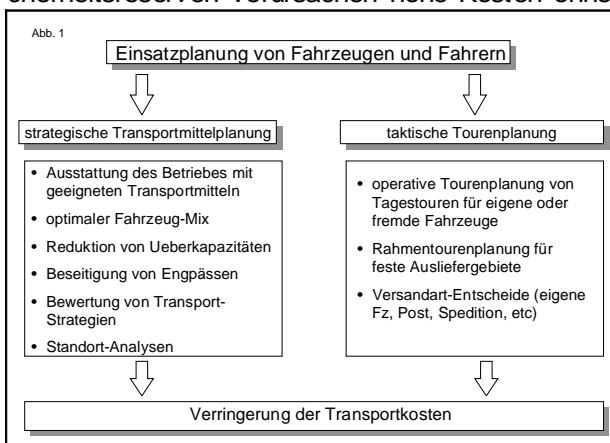 Abb. 1
Einsatzplanung von Fahrzeugen und Fahrern
strategische Transportmittelplanung
• Ausstattung des Betriebes mit
geeigneten Transportmitteln
• optimaler Fahrzeug-Mix
• Reduktion von Ueberkapazitäten
• Beseitigung von Engpässen
• Bewertung von Transport-
Strategien
• Standort-Analysen
taktische Tourenplanung
• operative Tourenplanung von
Tagestouren für eigene oder
fremde Fahrzeuge
• Rahmentourenplanung für
feste Ausliefergebiete
• Versandart-Entscheide (eigene
Fz, Post, Spedition, etc)
Verringerung der Transportkosten